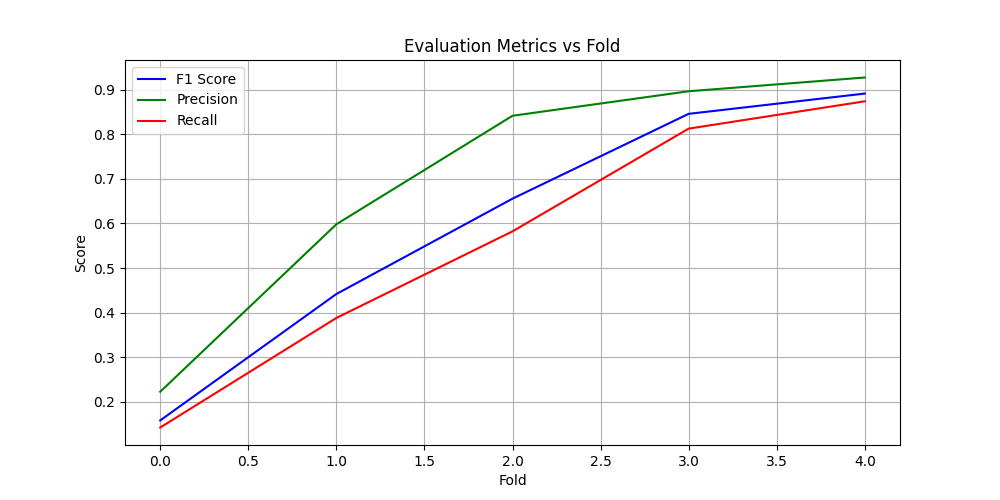 Evaluation Metrics vs Fold
F1 Score
Precision
Recall
Score
0.9
0.8
0.7
0.6
0.5
0.4
0.3
0.2
0.0 0.5 1.0 1.5 2.0 2.5 3.0 3.5 4.0
Fold